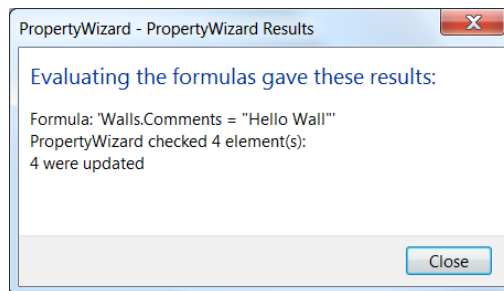 PropertyWizard - PropertyWizard Results
Evaluating the formulas gave these results:
Formula: 'Walls.Comments = "Hello Wall"'
PropertyWizard checked 4 element(s):
4 were updated
Close